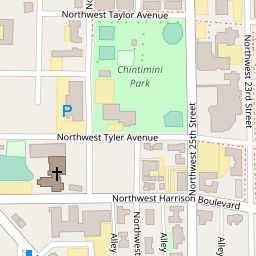 Northwest Taylor Avenue
Chintimini
Park
Northwest 23rd Street
P
Northwest 25th Street
Northwest Tyler Avenue
Northwest Harrison Boulevard
Alley
Alley
Alley